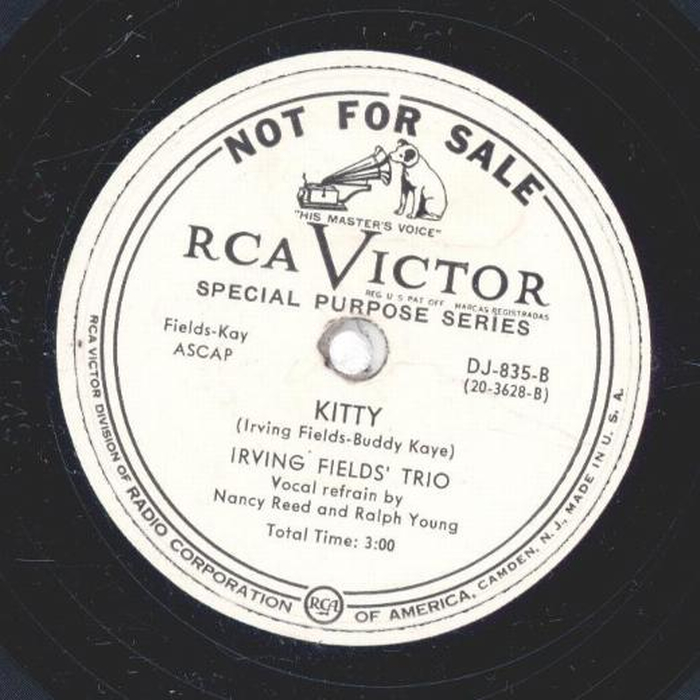 NOT FOR SALE
"HIS MASTER'S VOICE"
RCA VICTOR
REG U S PAT OFF MARCAS REGISTRADAS
SPECIAL PURPOSE SERIES
Fields-Kay
ASCAP
DJ-835-B
(20-3628-B)
KITTY
(Irving Fields-Buddy Kaye)
IRVING FIELDS' TRIO
Vocal refrain by
Nancy Reed and Ralph Young
Total Time: 3:00
RCA VICTOR DIVISION OF RADIO CORPORATION RCA OF AMERICA, CAMDEN, N. J., MADE IN U. S. A.